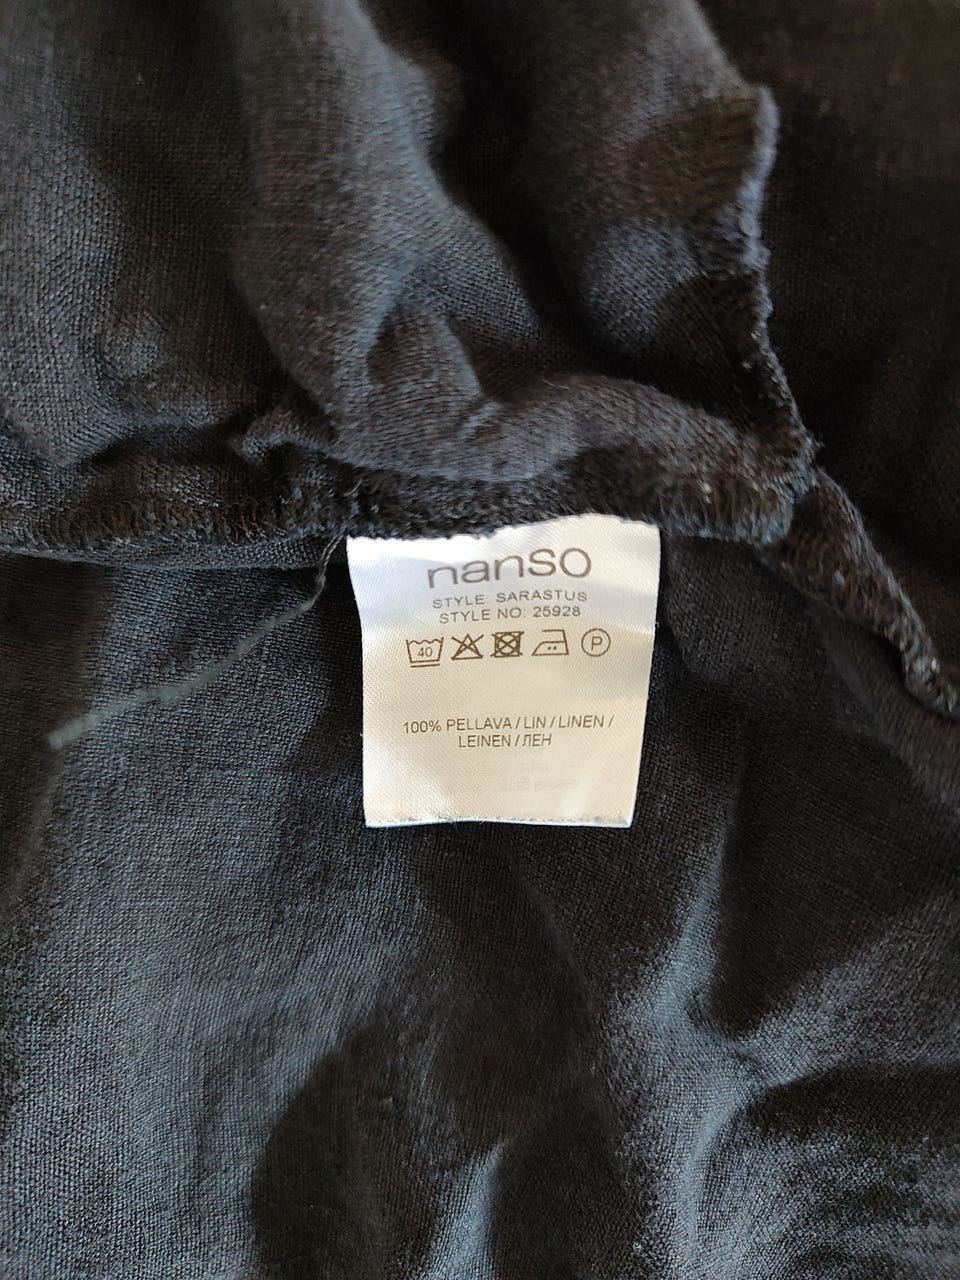 nanso
STYLE SARASTUS
STYLE NO: 25928
40 P
100% PELLAVA / LIN / LINEN /
LEINEN / ЛЕН